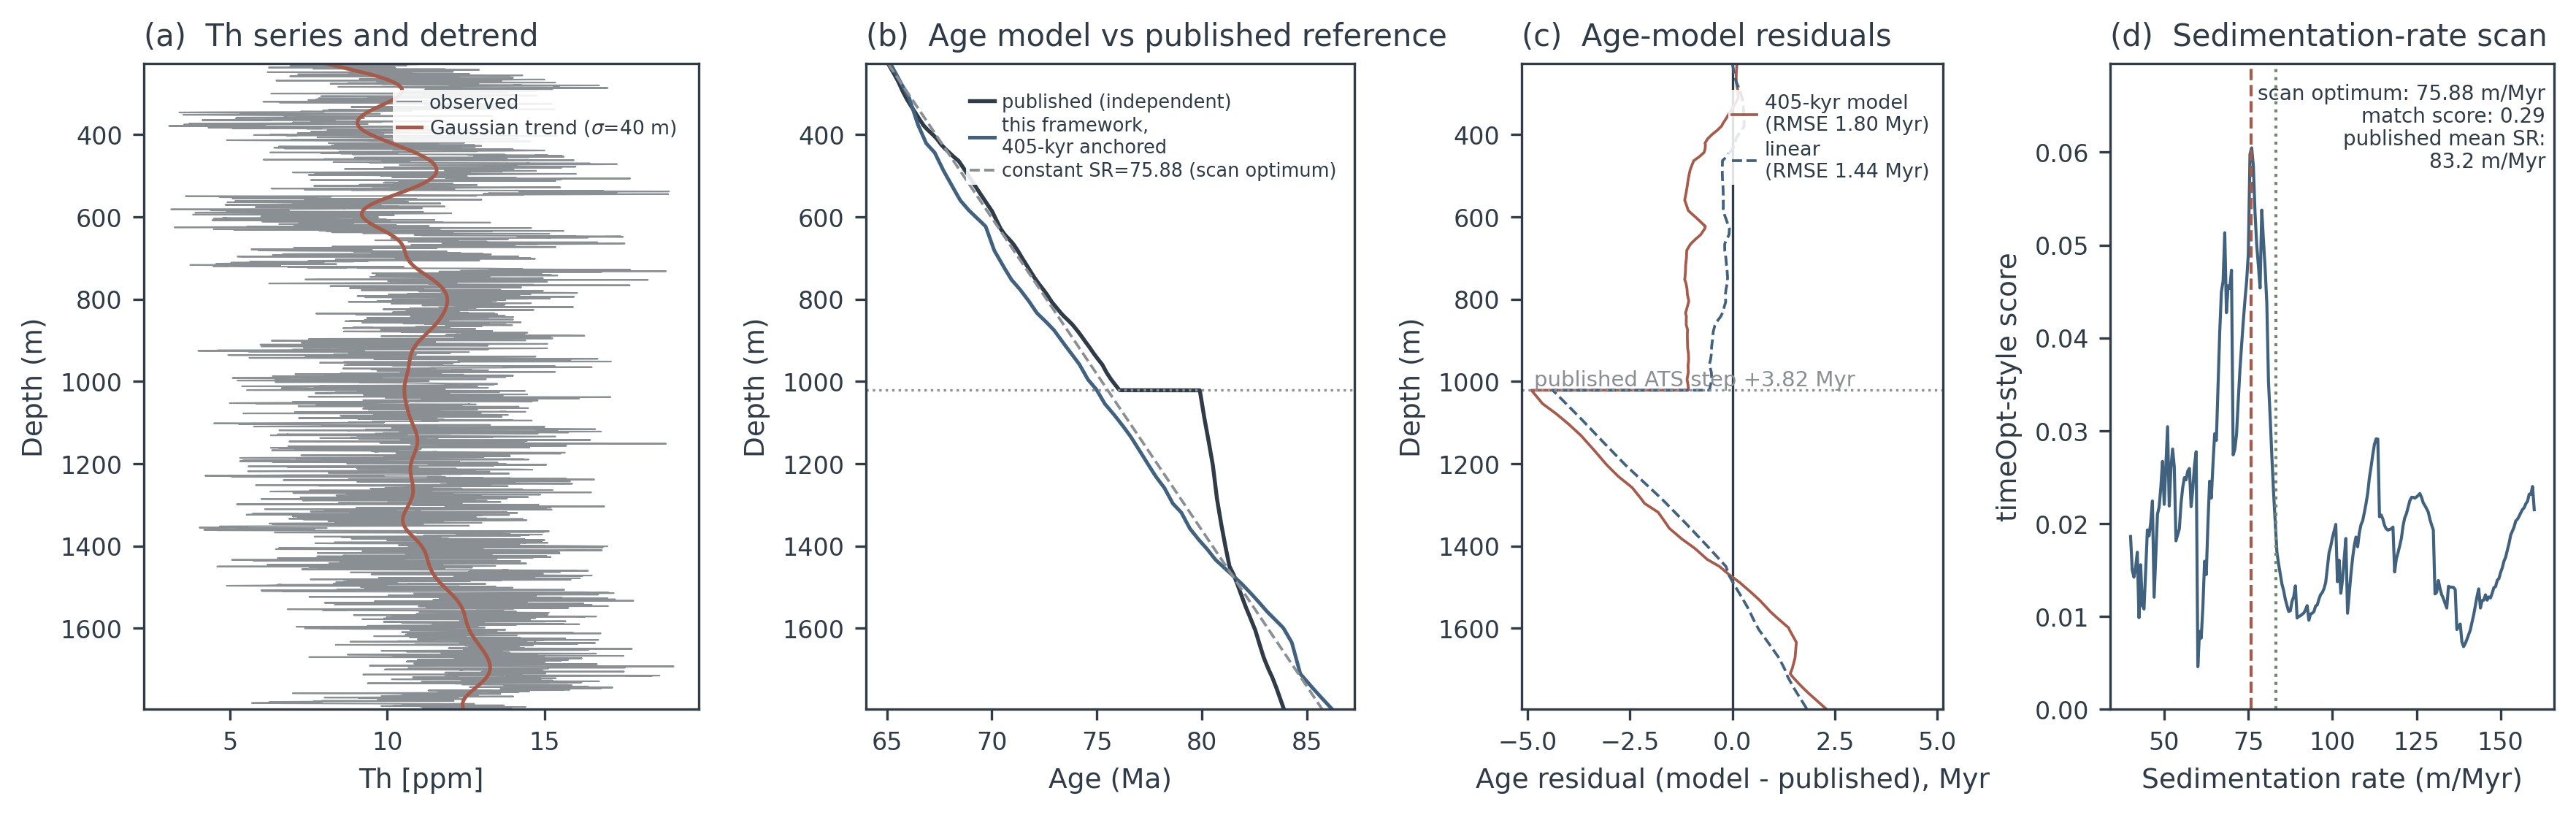 (a)  Th series and detrend
observed
Gaussian trend (σ=40 m)
400
600
800
1000
1200
1400
1600
Depth (m)
5
10
15
Th [ppm]
(b)  Age model vs published reference
published (independent)
this framework,
405-kyr anchored
constant SR=75.88 (scan optimum)
400
600
800
1000
1200
1400
1600
Depth (m)
65
70
75
80
85
Age (Ma)
(c)  Age-model residuals
405-kyr model
(RMSE 1.80 Myr)
linear
(RMSE 1.44 Myr)
published ATS step +3.82 Myr
400
600
800
1000
1200
1400
1600
Depth (m)
−5.0
−2.5
0.0
2.5
5.0
Age residual (model - published), Myr
(d)  Sedimentation-rate scan
scan optimum: 75.88 m/Myr
match score: 0.29
published mean SR:
83.2 m/Myr
0.06
0.05
0.04
0.03
0.02
0.01
0.00
timeOpt-style score
50
75
100
125
150
Sedimentation rate (m/Myr)